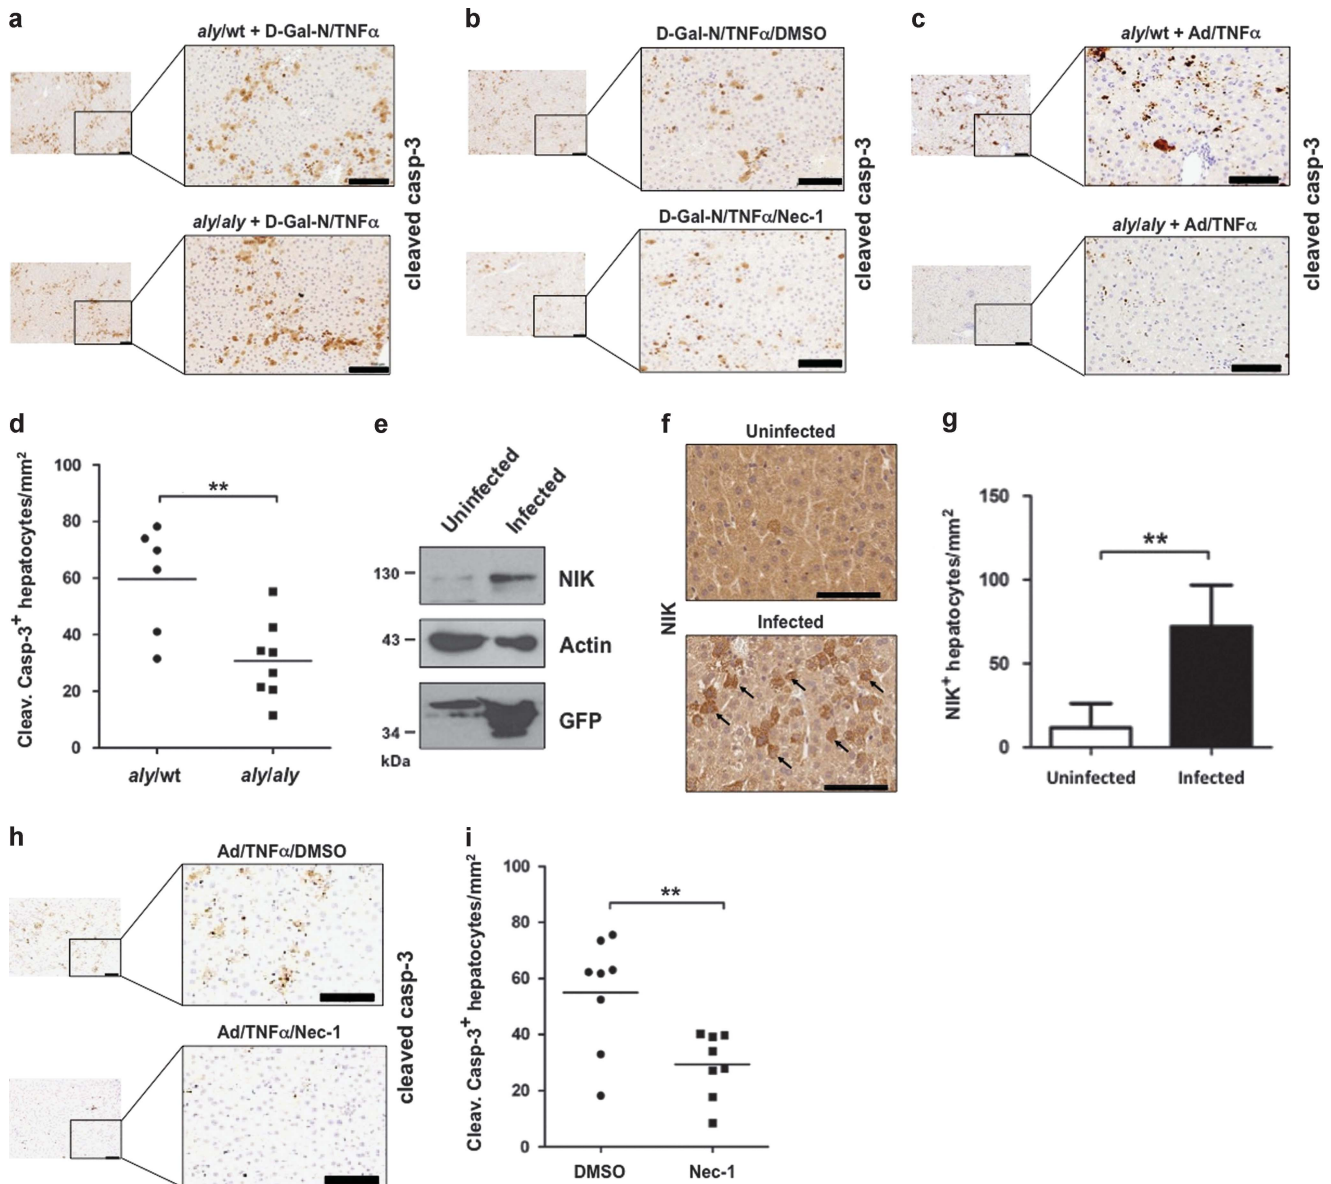 a
aly/wt + D-Gal-N/TNFα
aly/aly + D-Gal-N/TNFα
cleaved casp-3
b
D-Gal-N/TNFα/DMSO
D-Gal-N/TNFα/Nec-1
cleaved casp-3
c
aly/wt + Ad/TNFα
aly/aly + Ad/TNFα
cleaved casp-3
d
Cleav. Casp-3+ hepatocytes/mm2
100
80
60
40
20
0
**
aly/wt
aly/aly
e
Uninfected
Infected
130
NIK
43
Actin
GFP
34
kDa
f
Uninfected
Infected
NIK
g
NIK+ hepatocytes/mm2
150
100
50
0
**
Uninfected
Infected
h
Ad/TNFα/DMSO
Ad/TNFα/Nec-1
cleaved casp-3
i
Cleav. Casp-3+ hepatocytes/mm2
100
80
60
40
20
0
**
DMSO
Nec-1